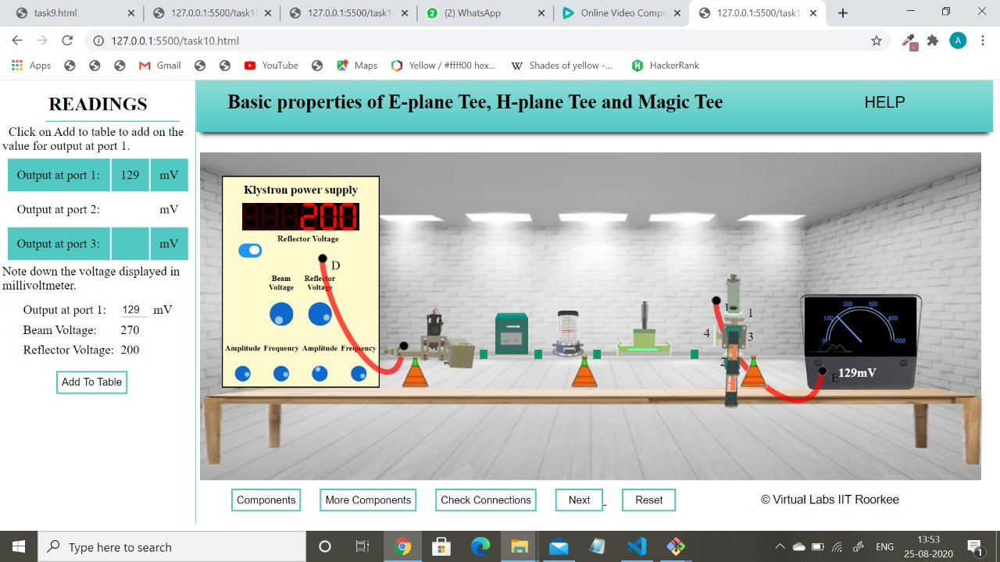 task9.html
127.0.0.1:5500/task1
127.0.0.1:5500/task14
(2) WhatsApp
Online Video Compr
127.0.0.1:5500/task1
127.0.0.1:5500/task10.html
A
Apps
Gmail
YouTube
Maps
Yellow / #ffff00 hex...
W Shades of yellow -...
HackerRank
READINGS
Click on Add to table to add on the
value for output at port 1.
Output at port 1: 129 mV
Output at port 2: mV
Output at port 3: mV
Note down the voltage displayed in
millivoltmeter.
Output at port 1: 129 mV
Beam Voltage: 270
Reflector Voltage: 200
Add To Table
Basic properties of E-plane Tee, H-plane Tee and Magic Tee
HELP
Klystron power supply
200
Reflector Voltage
D
Beam Voltage
Reflector Voltage
Amplitude Frequency Amplitude Frequency
1
4
3
2
0 100 200 300 400 500
E
129mV
Components
More Components
Check Connections
Next
Reset
© Virtual Labs IIT Roorkee
Type here to search
ENG
13:53
25-08-2020
1